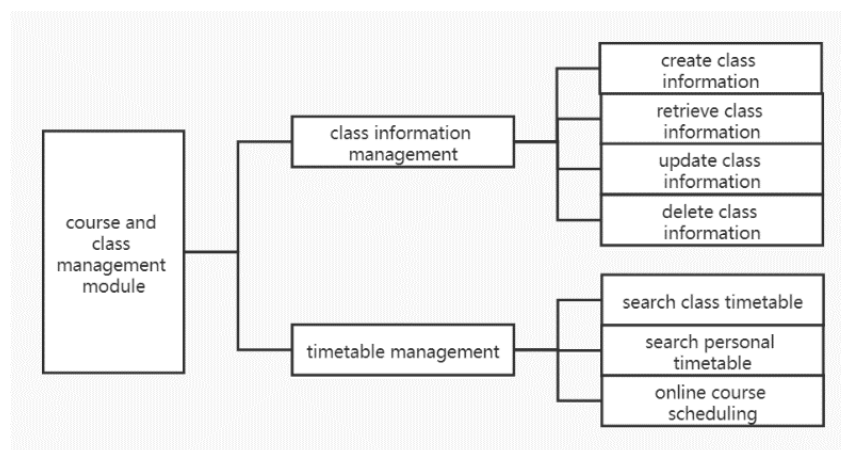 course and
class
management
module
class information
management
create class
information
retrieve class
information
update class
information
delete class
information
timetable management
search class timetable
search personal
timetable
online course
scheduling